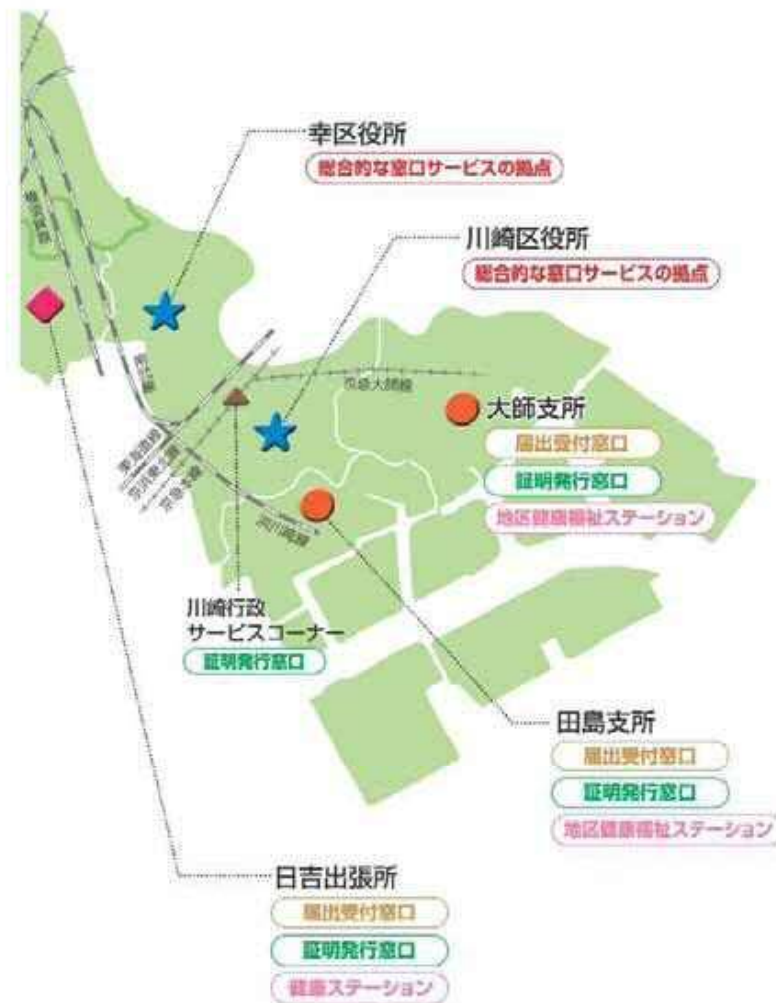 幸区役所
総合的な窓口サービスの拠点
川崎区役所
総合的な窓口サービスの拠点
京急大師線
大師支所
届出受付窓口
証明発行窓口
地区健康福祉ステーション
川崎行政
サービスコーナー
証明発行窓口
田島支所
届出受付窓口
証明発行窓口
地区健康福祉ステーション
日吉出張所
届出受付窓口
証明発行窓口
健康ステーション